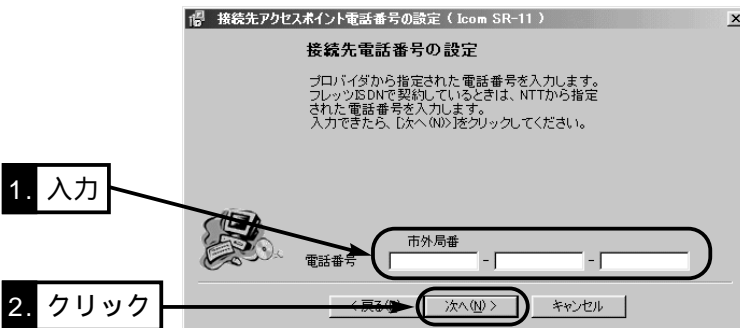 接続先アクセスポイント電話番号の設定（Icom SR-11）
接続先電話番号の設定
プロバイダから指定された電話番号を入力します。
フレッツISDNで契約しているときは、NTTから指定
された電話番号を入力します。
入力できたら、[次へ(N)>]をクリックしてください。
1. 入力
市外局番
電話番号 - -
2. クリック
< 戻る(B) 次へ(N) > キャンセル